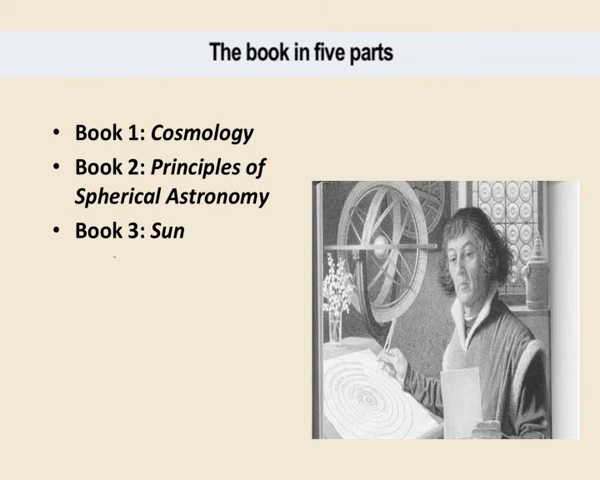 The book in five parts
• Book 1: Cosmology
• Book 2: Principles of
Spherical Astronomy
• Book 3: Sun